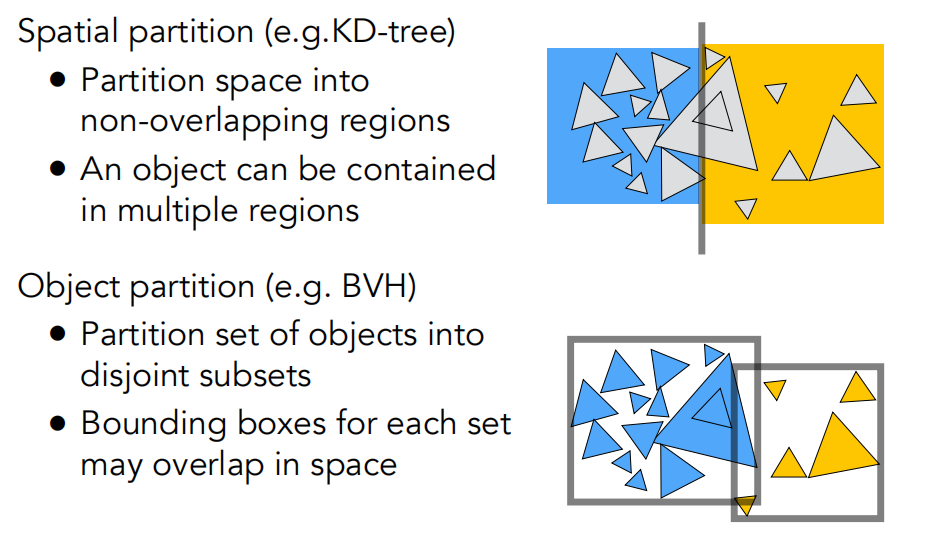 Spatial partition (e.g.KD-tree)
● Partition space into
non-overlapping regions
● An object can be contained
in multiple regions
Object partition (e.g. BVH)
● Partition set of objects into
disjoint subsets
● Bounding boxes for each set
may overlap in space